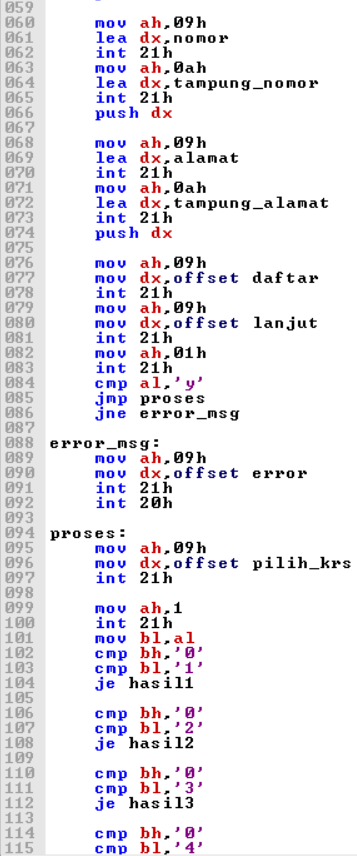 059
060 mov ah,09h
061 lea dx,nomor
062 int 21h
063 mov ah,0ah
064 lea dx,tampung_nomor
065 int 21h
066 push dx
067
068 mov ah,09h
069 lea dx,alamat
070 int 21h
071 mov ah,0ah
072 lea dx,tampung_alamat
073 int 21h
074 push dx
075
076 mov ah,09h
077 mov dx,offset daftar
078 int 21h
079 mov ah,09h
080 mov dx,offset lanjut
081 int 21h
082 mov ah,01h
083 int 21h
084 cmp al,'y'
085 jmp proses
086 jne error_msg
087
088 error_msg:
089 mov ah,09h
090 mov dx,offset error
091 int 21h
092 int 20h
093
094 proses:
095 mov ah,09h
096 mov dx,offset pilih_krs
097 int 21h
098
099 mov ah,1
100 int 21h
101 mov bl,al
102 cmp bh,'0'
103 cmp bl,'1'
104 je hasil1
105
106 cmp bh,'0'
107 cmp bl,'2'
108 je hasil2
109
110 cmp bh,'0'
111 cmp bl,'3'
112 je hasil3
113
114 cmp bh,'0'
115 cmp bl,'4'